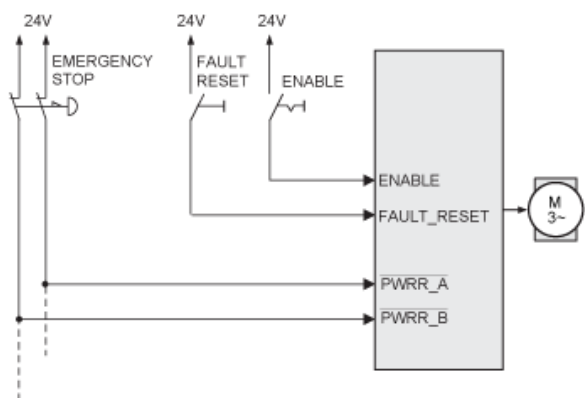 24V 24V 24V
EMERGENCY
STOP
FAULT
RESET
ENABLE
ENABLE
FAULT_RESET
PWRR_A
PWRR_B
M
3~